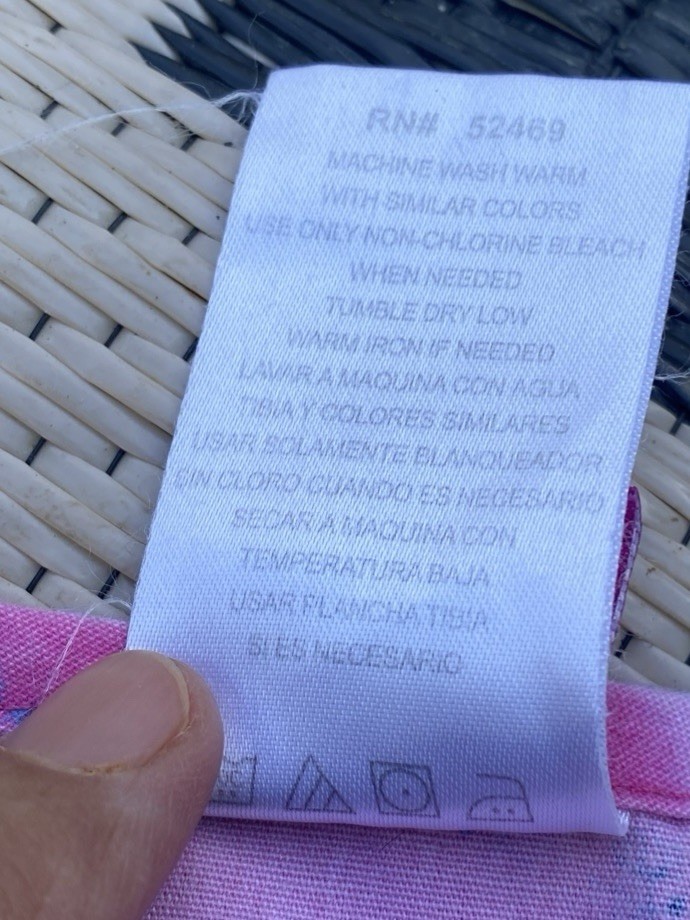 RN# 52469
MACHINE WASH WARM
WITH SIMILAR COLORS
USE ONLY NON-CHLORINE BLEACH
WHEN NEEDED
TUMBLE DRY LOW
WARM IRON IF NEEDED
LAVAR A MAQUINA CON AGUA
TIBIA Y COLORES SIMILARES
USAR SOLAMENTE BLANQUEADOR
SIN CLORO CUANDO ES NECESARIO
SECAR A MAQUINA CON
TEMPERATURA BAJA
USAR PLANCHA TIBIA
SI ES NECESARIO